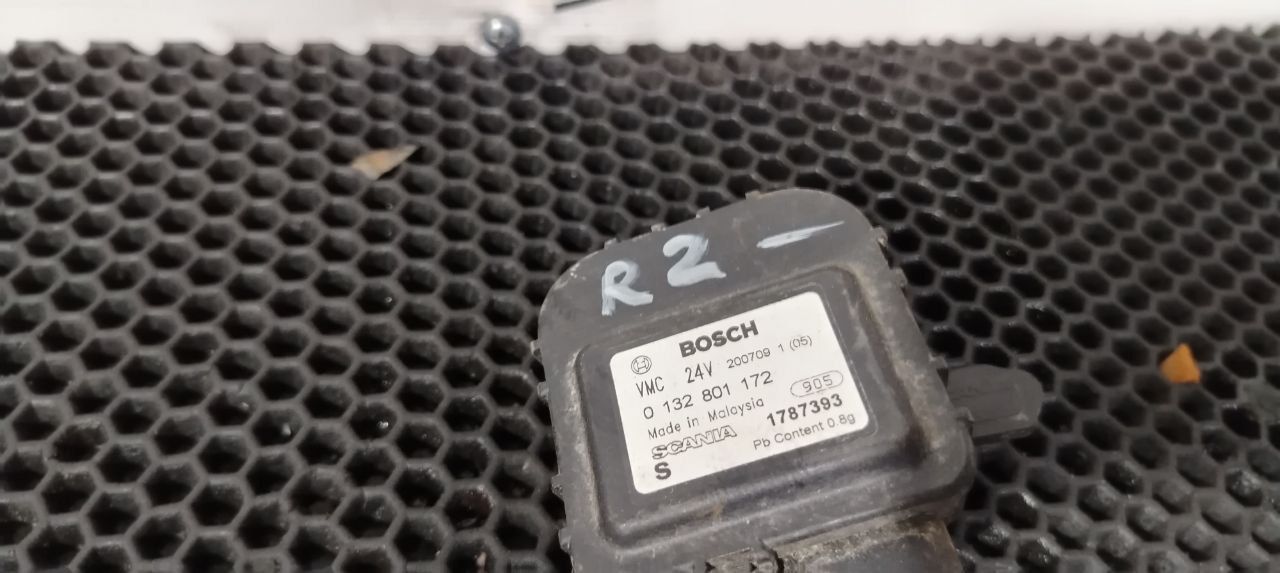 R2 -
BOSCH
VMC 24V 200709 1 (05)
0 132 801 172 905
Made in Malaysia 1787393
SCANIA Pb Content 0.8g
S